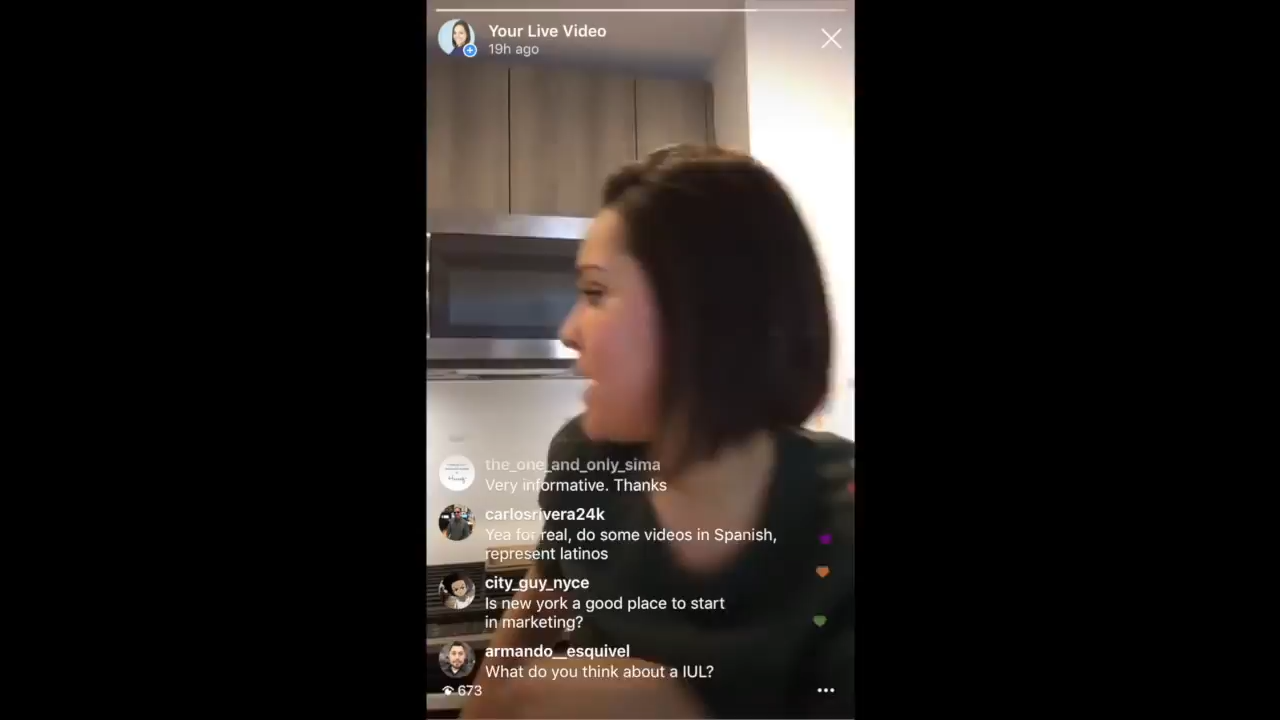 Your Live Video
19h ago
the_one_and_only_sima
Very informative. Thanks
carlosrivera24k
Yea for real, do some videos in Spanish,
represent latinos
city_guy_nyce
Is new york a good place to start
in marketing?
armando__esquivel
What do you think about a IUL?
673